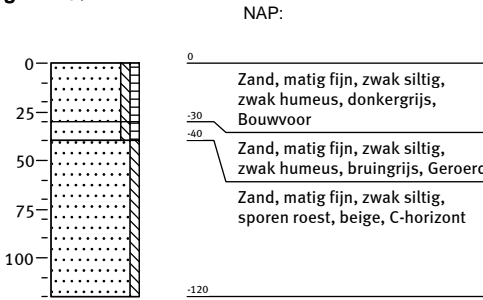 NAP:
0
0
Zand, matig fijn, zwak siltig,
zwak humeus, donkergrijs,
Bouwvoor
25
-30
-40
Zand, matig fijn, zwak siltig,
zwak humeus, bruingrijs, Geroerd
50
Zand, matig fijn, zwak siltig,
sporen roest, beige, C-horizont
75
100
-120